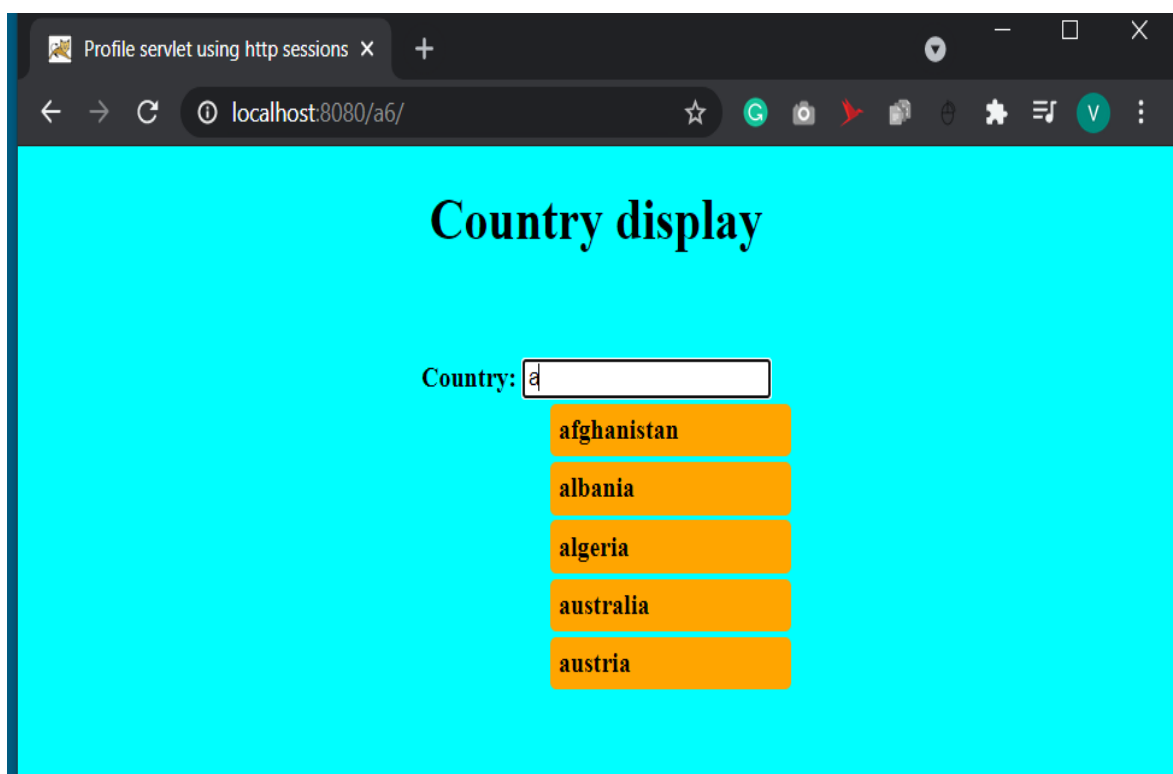 Profile servlet using http sessions
localhost:8080/a6/
G
V
Country display
Country: a
afghanistan
albania
algeria
australia
austria